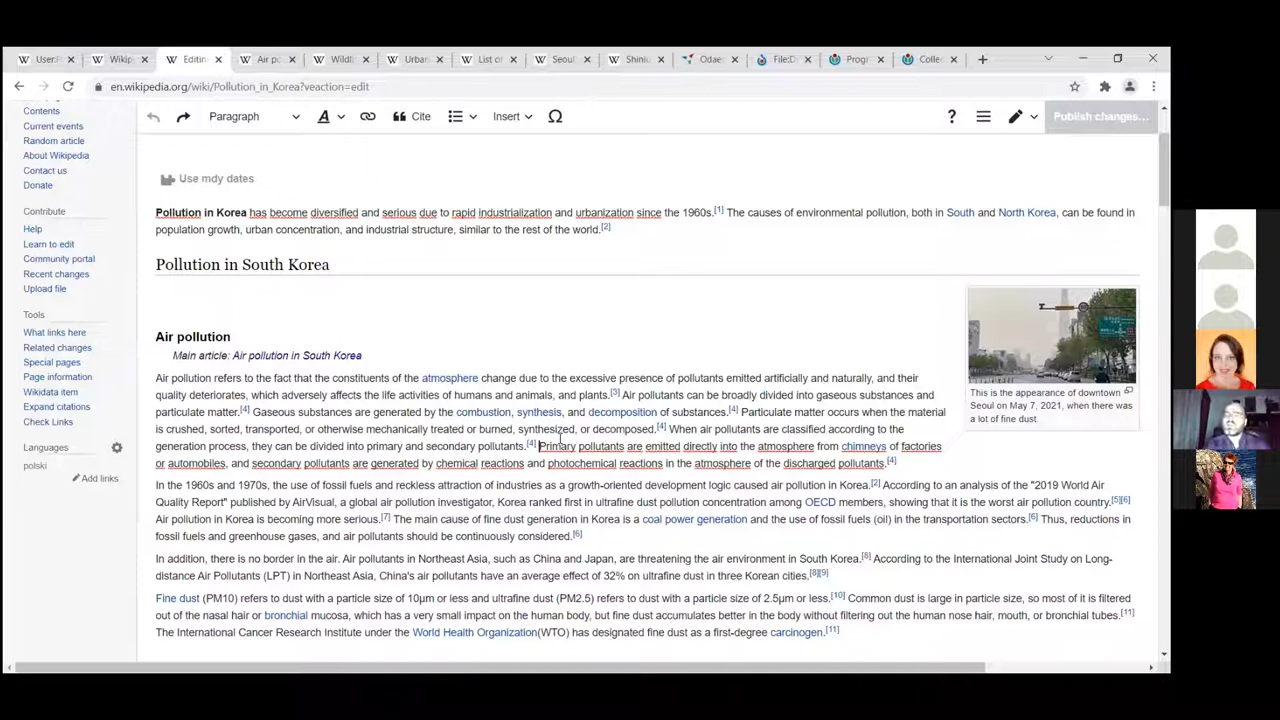 User:
Wikip
Editin
Air po
Wildl
Urban
List o
Seoul
Shinlu
Odae
File:D
Progr
Collec
en.wikipedia.org/wiki/Pollution_in_Korea?veaction=edit
Paragraph
A
Cite
Insert
Ω
?
Publish changes...
Contents
Current events
Random article
About Wikipedia
Contact us
Donate
Contribute
Help
Learn to edit
Community portal
Recent changes
Upload file
Tools
What links here
Related changes
Special pages
Page information
Wikidata item
Expand citations
Check Links
Languages
polski
Add links
Use mdy dates
Pollution in Korea has become diversified and serious due to rapid industrialization and urbanization since the 1960s.[1] The causes of environmental pollution, both in South and North Korea, can be found in
population growth, urban concentration, and industrial structure, similar to the rest of the world.[2]
Pollution in South Korea
Air pollution
Main article: Air pollution in South Korea
Air pollution refers to the fact that the constituents of the atmosphere change due to the excessive presence of pollutants emitted artificially and naturally, and their
quality deteriorates, which adversely affects the life activities of humans and animals, and plants.[3] Air pollutants can be broadly divided into gaseous substances and
particulate matter.[4] Gaseous substances are generated by the combustion, synthesis, and decomposition of substances.[4] Particulate matter occurs when the material
is crushed, sorted, transported, or otherwise mechanically treated or burned, synthesized, or decomposed.[4] When air pollutants are classified according to the
generation process, they can be divided into primary and secondary pollutants.[4] Primary pollutants are emitted directly into the atmosphere from chimneys of factories
or automobiles, and secondary pollutants are generated by chemical reactions and photochemical reactions in the atmosphere of the discharged pollutants.[4]
This is the appearance of downtown
Seoul on May 7, 2021, when there was
a lot of fine dust.
In the 1960s and 1970s, the use of fossil fuels and reckless attraction of industries as a growth-oriented development logic caused air pollution in Korea.[2] According to an analysis of the "2019 World Air
Quality Report" published by AirVisual, a global air pollution investigator, Korea ranked first in ultrafine dust pollution concentration among OECD members, showing that it is the worst air pollution country.[5][6]
Air pollution in Korea is becoming more serious.[7] The main cause of fine dust generation in Korea is a coal power generation and the use of fossil fuels (oil) in the transportation sectors.[6] Thus, reductions in
fossil fuels and greenhouse gases, and air pollutants should be continuously considered.[6]
In addition, there is no border in the air. Air pollutants in Northeast Asia, such as China and Japan, are threatening the air environment in South Korea.[8] According to the International Joint Study on Long-
distance Air Pollutants (LPT) in Northeast Asia, China's air pollutants have an average effect of 32% on ultrafine dust in three Korean cities.[8][9]
Fine dust (PM10) refers to dust with a particle size of 10μm or less and ultrafine dust (PM2.5) refers to dust with a particle size of 2.5μm or less.[10] Common dust is large in particle size, so most of it is filtered
out of the nasal hair or bronchial mucosa, which has a very small impact on the human body, but fine dust accumulates better in the body without filtering out the human nose hair, mouth, or bronchial tubes.[11]
The International Cancer Research Institute under the World Health Organization(WTO) has designated fine dust as a first-degree carcinogen.[11]